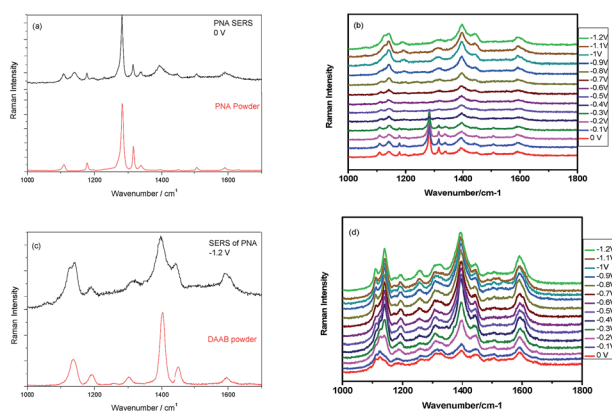 (a)
PNA SERS
0 V
PNA Powder
Raman Intensity
1000 1200 1400 1600
Wavenumber / cm⁻¹
(b)
-1.2V
-1.1V
-1V
-0.9V
-0.8V
-0.7V
-0.6V
-0.5V
-0.4V
-0.3V
-0.2V
-0.1V
0 V
Raman Intensity
1000 1200 1400 1600 1800
Wavenumber/cm-1
(c)
SERS of PNA
-1.2 V
DAAB powder
Raman Intensity
1000 1200 1400 1600
Wavenumber / cm⁻¹
(d)
-1.2V
-1.1V
-1V
-0.9V
-0.8V
-0.7V
-0.6V
-0.5V
-0.4V
-0.3V
-0.2V
-0.1V
0 V
Raman Intensity
1000 1200 1400 1600 1800
Wavenumber/cm-1